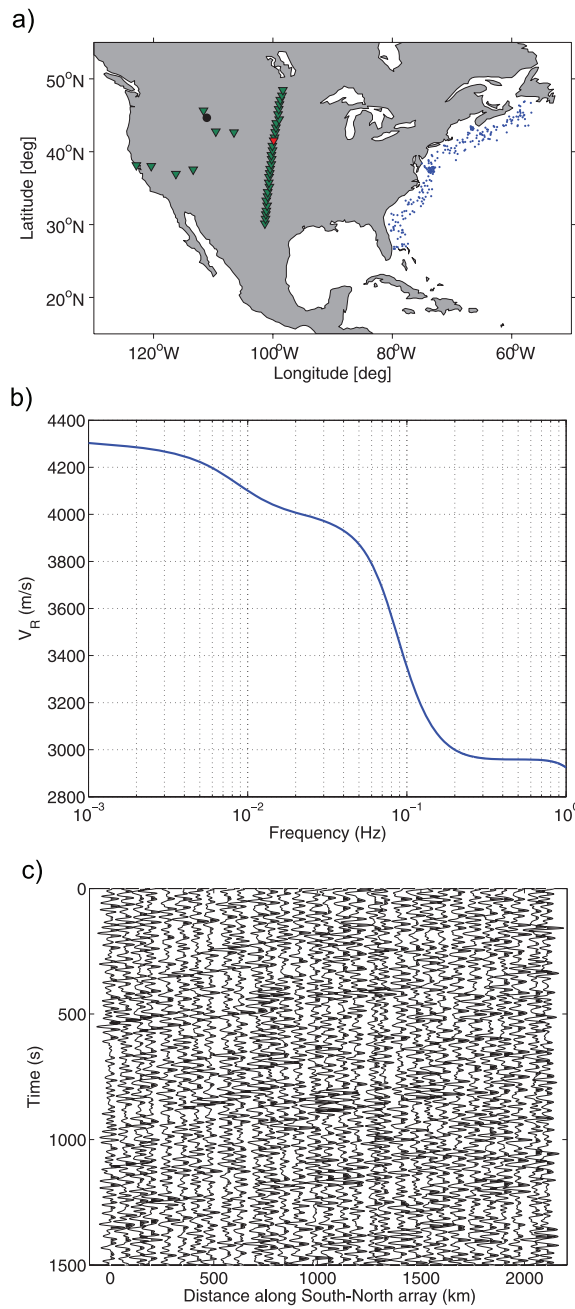 a)
50°N
40°N
30°N
20°N
Latitude [deg]
120°W 100°W 80°W 60°W
Longitude [deg]
b)
4400
4200
4000
3800
3600
3400
3200
3000
2800
V_R (m/s)
10^-3 10^-2 10^-1 10^0
Frequency (Hz)
c)
0
500
1000
1500
Time (s)
0 500 1000 1500 2000
Distance along South-North array (km)